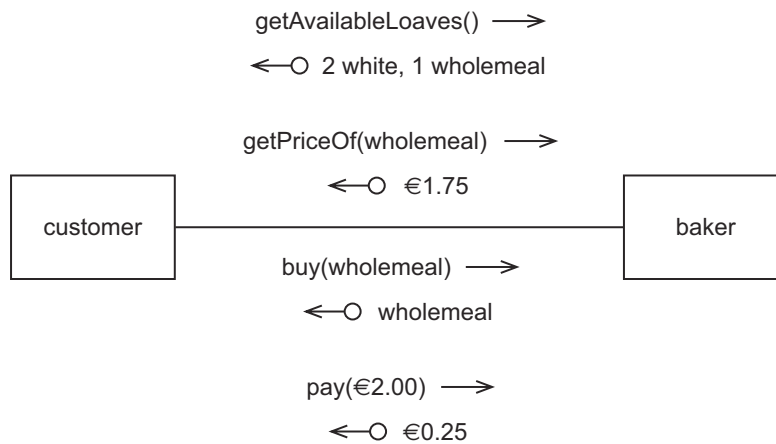 getAvailableLoaves()
2 white, 1 wholemeal
getPriceOf(wholemeal)
€1.75
customer
baker
buy(wholemeal)
wholemeal
pay(€2.00)
€0.25